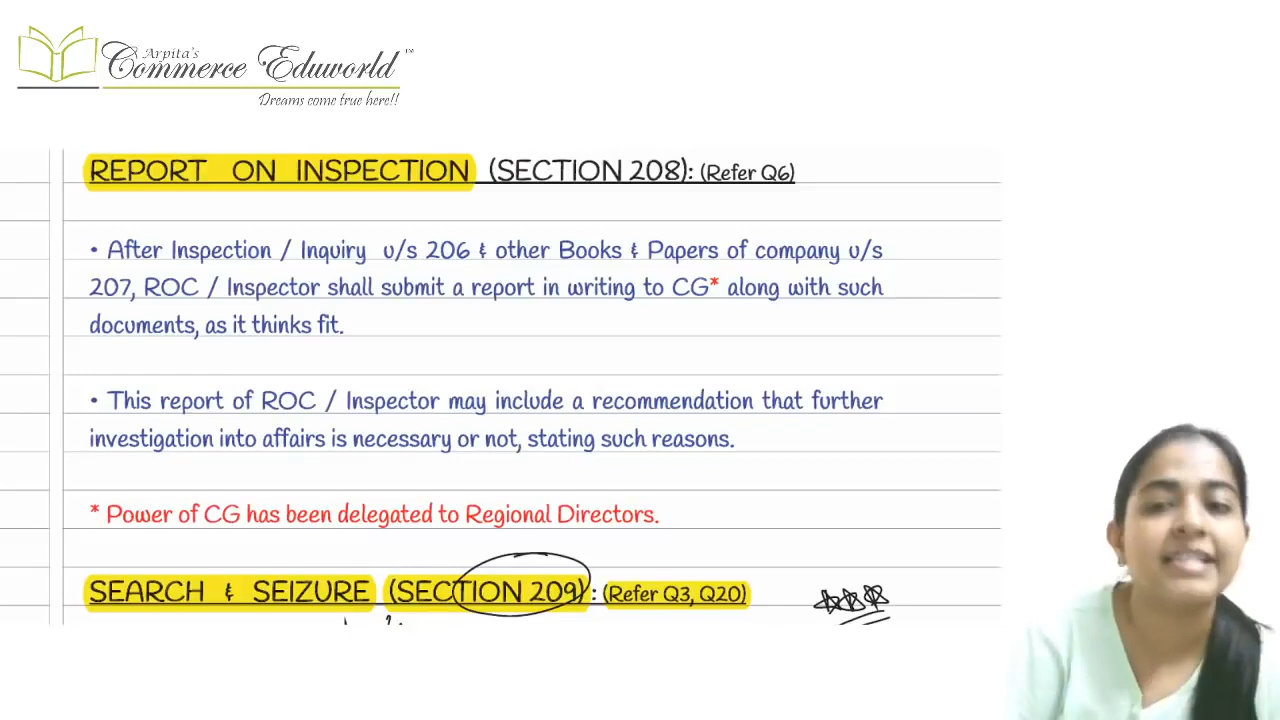 Arpita's
Commerce Eduworld™
Dreams come true here!!
REPORT ON INSPECTION (SECTION 208): (Refer Q6)
• After Inspection / Inquiry u/s 206 & other Books & Papers of company u/s
207, ROC / Inspector shall submit a report in writing to CG* along with such
documents, as it thinks fit.
• This report of ROC / Inspector may include a recommendation that further
investigation into affairs is necessary or not, stating such reasons.
* Power of CG has been delegated to Regional Directors.
SEARCH & SEIZURE (SECTION 209) : (Refer Q3, Q20)